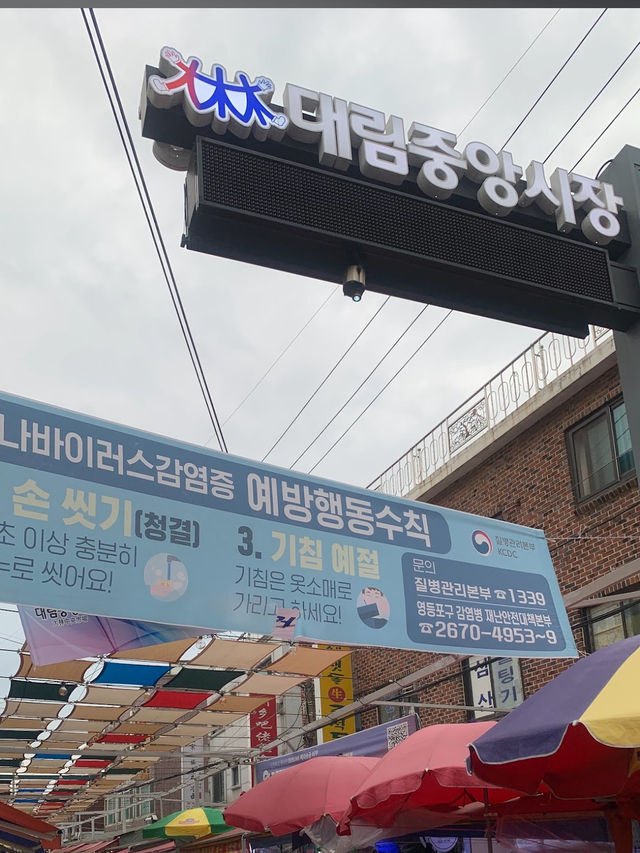 대림중앙시장
나바이러스감염증 예방행동수칙
손 씻기(청결)
초 이상 충분히
누로 씻어요!
3. 기침 예절
기침은 옷소매로
가리고 하세요!
질병관리본부
KCDC
문의
질병관리본부 ☎1339
영등포구 감염병 재난안전대책본부
☎2670-4953~9